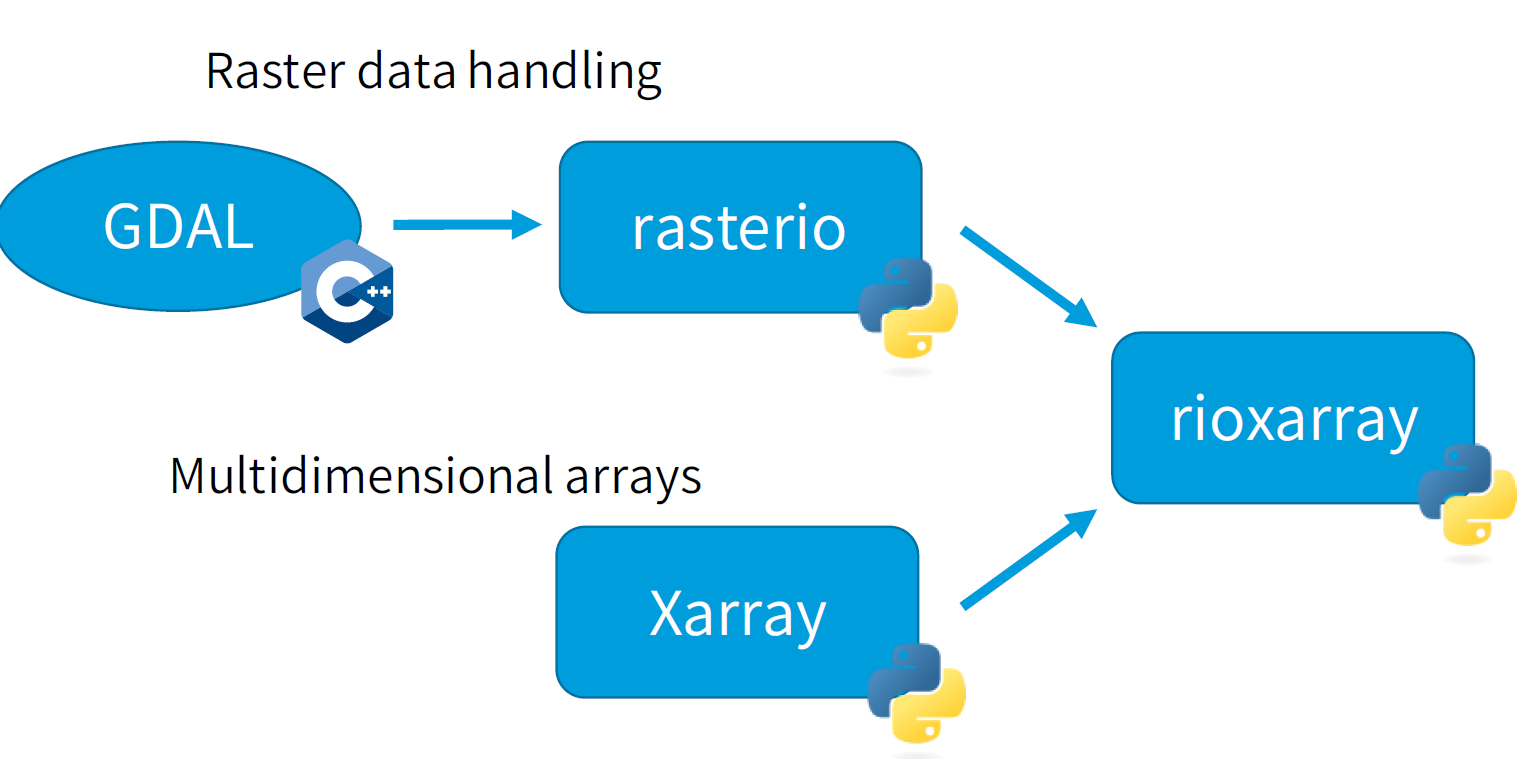 Raster data handling
GDAL
C++
rasterio
rioxarray
Multidimensional arrays
Xarray